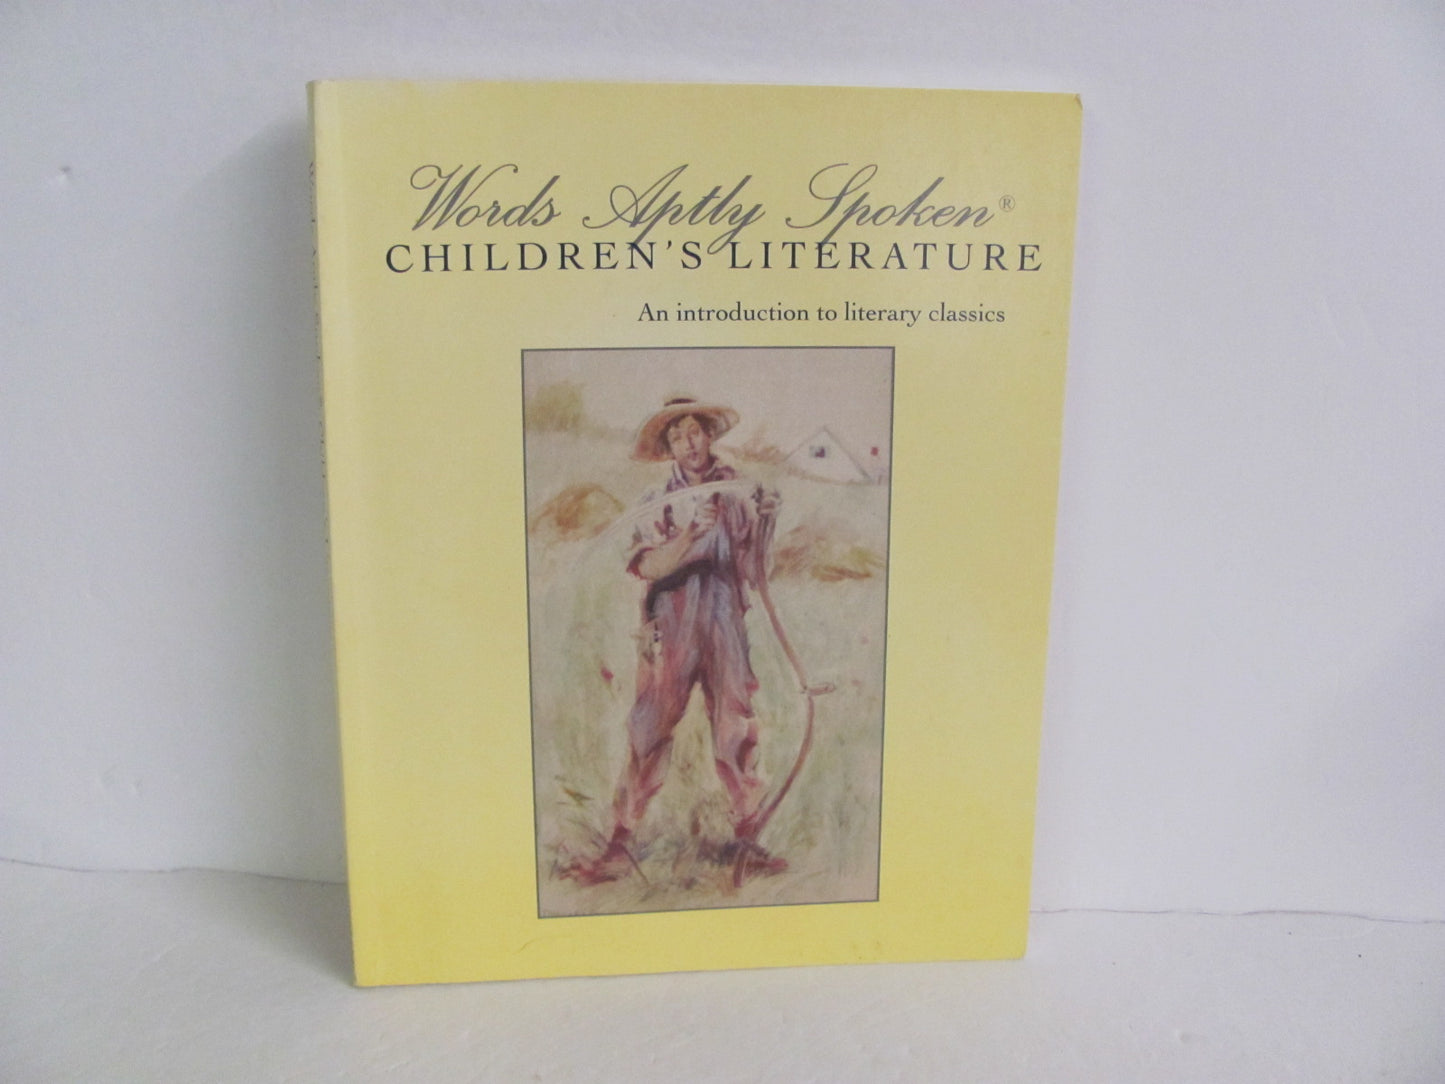 Words Aptly Spoken®
CHILDREN'S LITERATURE
An introduction to literary classics